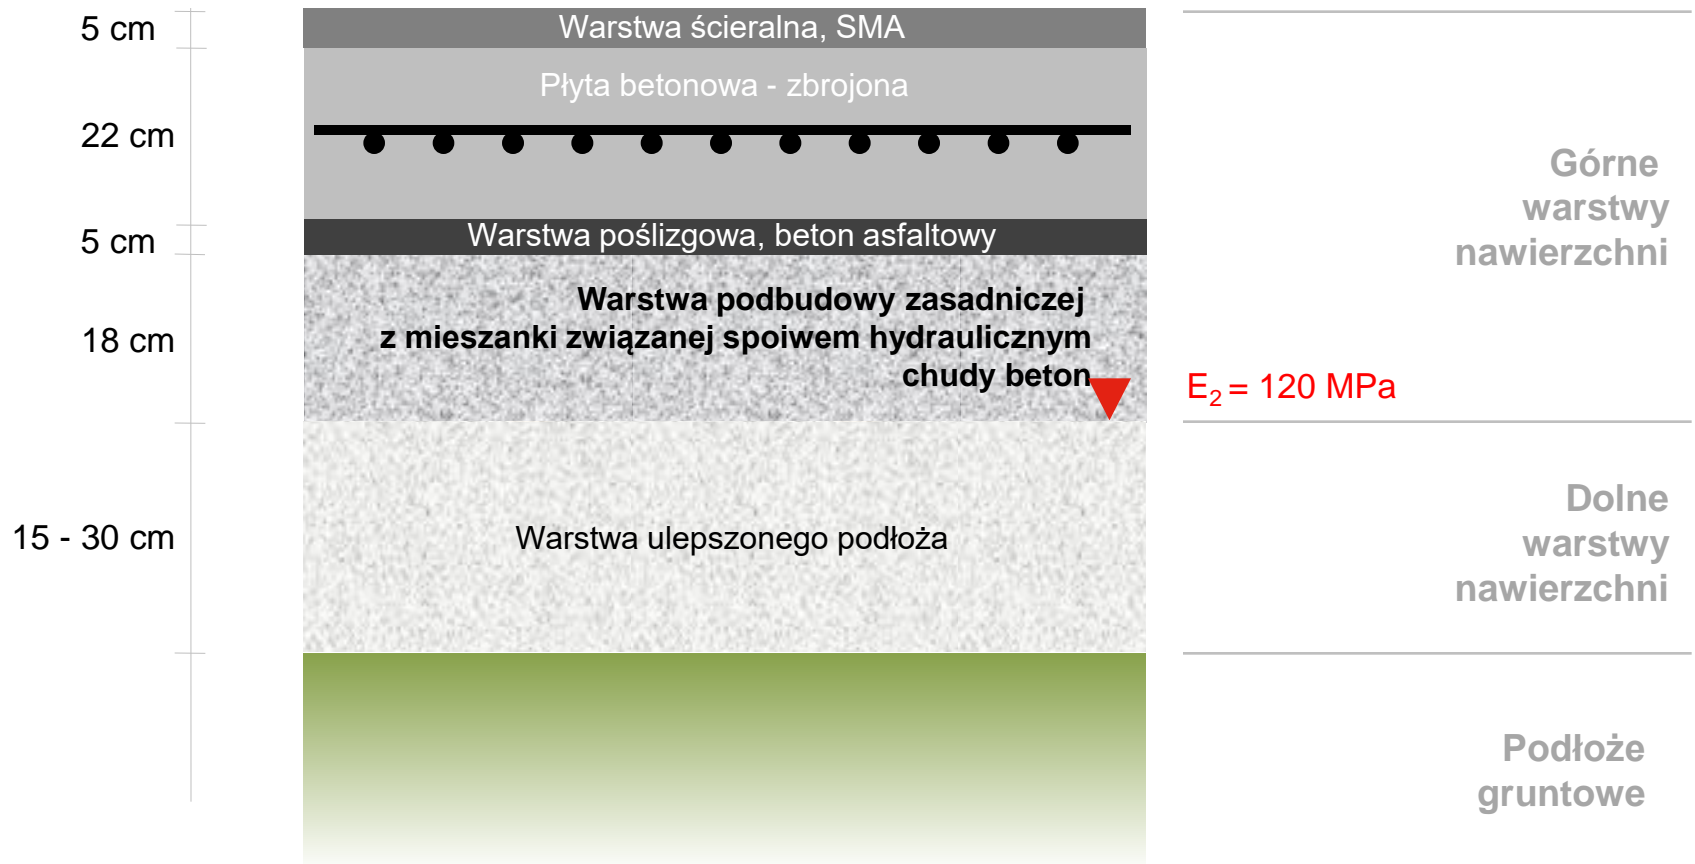 5 cm
Warstwa ścieralna, SMA
Płyta betonowa - zbrojona
22 cm
Górne
warstwy
nawierzchni
5 cm
Warstwa poślizgowa, beton asfaltowy
18 cm
Warstwa podbudowy zasadniczej
z mieszanki związanej spoiwem hydraulicznym
chudy beton
E₂ = 120 MPa
15 - 30 cm
Warstwa ulepszonego podłoża
Dolne
warstwy
nawierzchni
Podłoże
gruntowe